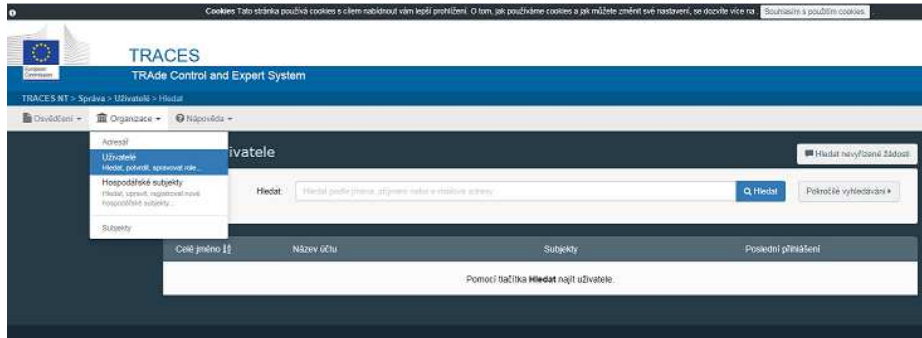 Cookies Tato stránka používá cookies s cílem nabídnout vám lepší prohlížení. O tom, jak používáme cookies a jak můžete změnit své nastavení, se dozvíte více na Souhlasím s použitím cookies.
European
Commission
TRACES
TRAde Control and Expert System
TRACES NT > Správa > Uživatelé > Hledat
Osvědčení Organizace Nápověda
Adresář
Uživatelé
Hledat, potvrdit, spravovat role...
Hospodářské subjekty
Hledat, upravit, registrovat nové
hospodářské subjekty...
Subjekty
ivatele
Hledat nevyřízené žádosti
Hledat Hledat podle jména, příjmení nebo e-mailové adresy Hledat Pokročilé vyhledávání
Celé jméno Název účtu Subjekty Poslední přihlášení
Pomocí tlačítka Hledat najít uživatele.